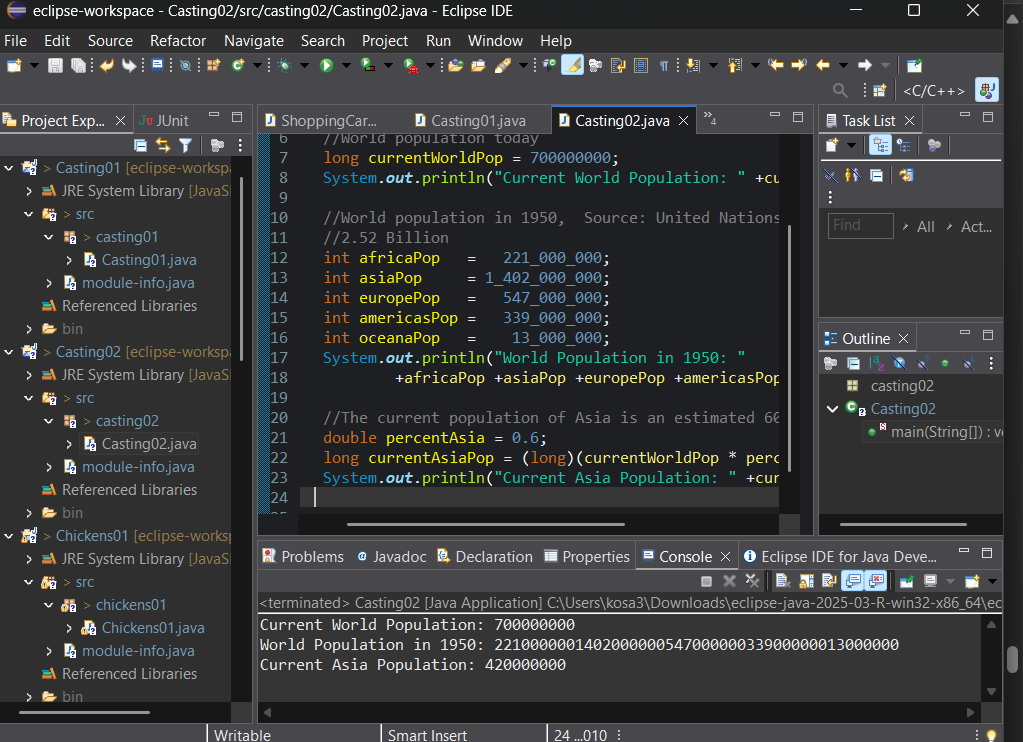 eclipse-workspace - Casting02/src/casting02/Casting02.java - Eclipse IDE
File Edit Source Refactor Navigate Search Project Run Window Help
<C/C++>
Project Exp...
JUnit
Casting01 [eclipse-worksp
JRE System Library [JavaS
> src
> casting01
Casting01.java
module-info.java
Referenced Libraries
bin
> Casting02 [eclipse-worksp
JRE System Library [JavaS
> src
> casting02
Casting02.java
module-info.java
Referenced Libraries
bin
> Chickens01 [eclipse-worksp
JRE System Library [JavaS
> src
> chickens01
Chickens01.java
module-info.java
Referenced Libraries
bin
ShoppingCar...
Casting01.java
Casting02.java
»4
6 //World population today
7 long currentWorldPop = 700000000;
8 System.out.println("Current World Population: " +cu
9
10 //World population in 1950,  Source: United Nations
11 //2.52 Billion
12 int africaPop   =   221_000_000;
13 int asiaPop     = 1_402_000_000;
14 int europePop   =   547_000_000;
15 int americasPop =   339_000_000;
16 int oceanaPop   =    13_000_000;
17 System.out.println("World Population in 1950: "
18 +africaPop +asiaPop +europePop +americasPop
19
20 //The current population of Asia is an estimated 60
21 double percentAsia = 0.6;
22 long currentAsiaPop = (long)(currentWorldPop * perc
23 System.out.println("Current Asia Population: " +cur
24
Task List
Find
All
Act...
Outline
casting02
Casting02
main(String[]) : vo
Problems
@ Javadoc
Declaration
Properties
Console
Eclipse IDE for Java Deve...
<terminated> Casting02 [Java Application] C:\Users\kosa3\Downloads\eclipse-java-2025-03-R-win32-x86_64\ec
Current World Population: 700000000
World Population in 1950: 221000000140200000054700000033900000013000000
Current Asia Population: 420000000
Writable
Smart Insert
24 ...010